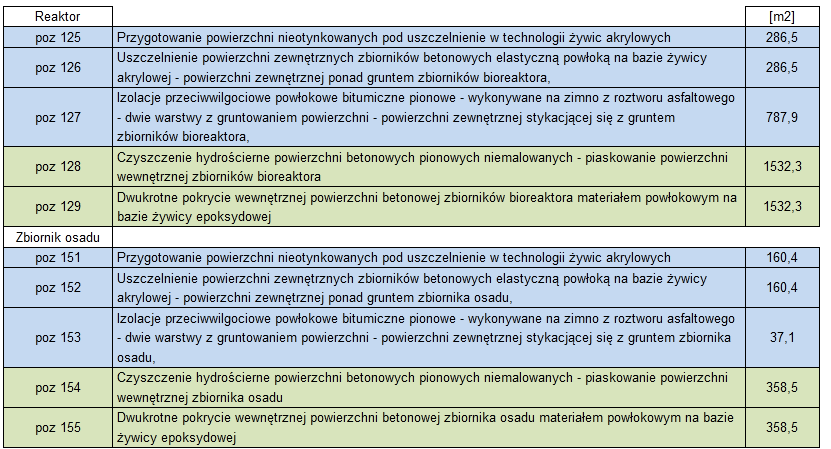 Reaktor [m2]
poz 125 Przygotowanie powierzchni nieotynkowanych pod uszczelnienie w technologii żywic akrylowych 286,5
Uszczelnienie powierzchni zewnętrznych zbiorników betonowych elastyczną powłoką na bazie żywicy
poz 126 286,5
akrylowej - powierzchni zewnętrznej ponad gruntem zbiorników bioreaktora,
Izolacje przeciwwilgociowe powłokowe bitumiczne pionowe - wykonywane na zimno z roztworu asfaltowego
poz 127 - dwie warstwy z gruntowaniem powierzchni - powierzchni zewnętrznej stykacjącej się z gruntem 787,9
zbiorników bioreaktora,
Czyszczenie hydrościerne powierzchni betonowych pionowych niemalowanych - piaskowanie powierzchni
poz 128 1532,3
wewnętrznej zbiorników bioreaktora
Dwukrotne pokrycie wewnętrznej powierzchni betonowej zbiorników bioreaktora materiałem powłokowym na
poz 129 1532,3
bazie żywicy epoksydowej
Zbiornik osadu
poz 151 Przygotowanie powierzchni nieotynkowanych pod uszczelnienie w technologii żywic akrylowych 160,4
Uszczelnienie powierzchni zewnętrznych zbiorników betonowych elastyczną powłoką na bazie żywicy
poz 152 160,4
akrylowej - powierzchni zewnętrznej ponad gruntem zbiornika osadu,
Izolacje przeciwwilgociowe powłokowe bitumiczne pionowe - wykonywane na zimno z roztworu asfaltowego
poz 153 - dwie warstwy z gruntowaniem powierzchni - powierzchni zewnętrznej stykacjącej się z gruntem zbiornika 37,1
osadu,
Czyszczenie hydrościerne powierzchni betonowych pionowych niemalowanych - piaskowanie powierzchni
poz 154 358,5
wewnętrznej zbiornika osadu
Dwukrotne pokrycie wewnętrznej powierzchni betonowej zbiornika osadu materiałem powłokowym na bazie
poz 155 358,5
żywicy epoksydowej